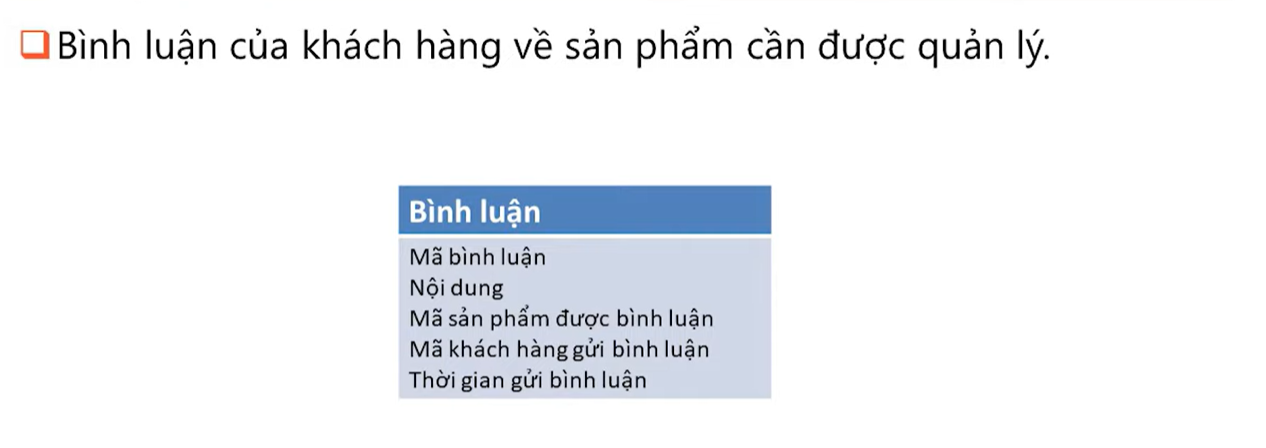 Bình luận của khách hàng về sản phẩm cần được quản lý.
Bình luận
Mã bình luận
Nội dung
Mã sản phẩm được bình luận
Mã khách hàng gửi bình luận
Thời gian gửi bình luận